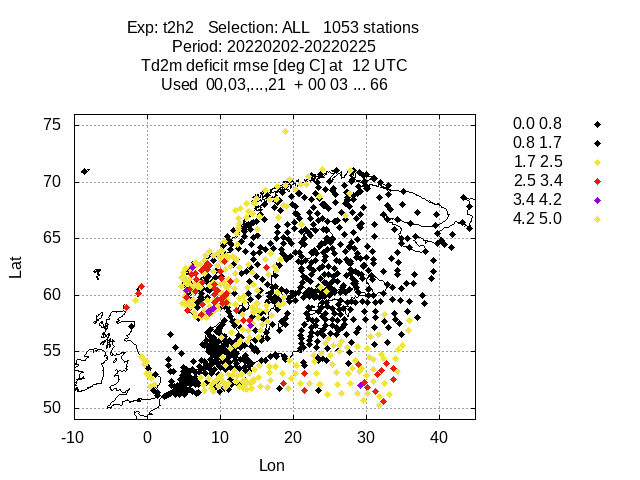 Exp: t2h2 Selection: ALL 1053 stations
Period: 20220202-20220225
Td2m deficit rmse [deg C] at 12 UTC
Used 00,03,...,21 + 00 03 ... 66
75
70
65
60
55
50
Lat
-10 0 10 20 30 40
Lon
0.0 0.8
0.8 1.7
1.7 2.5
2.5 3.4
3.4 4.2
4.2 5.0